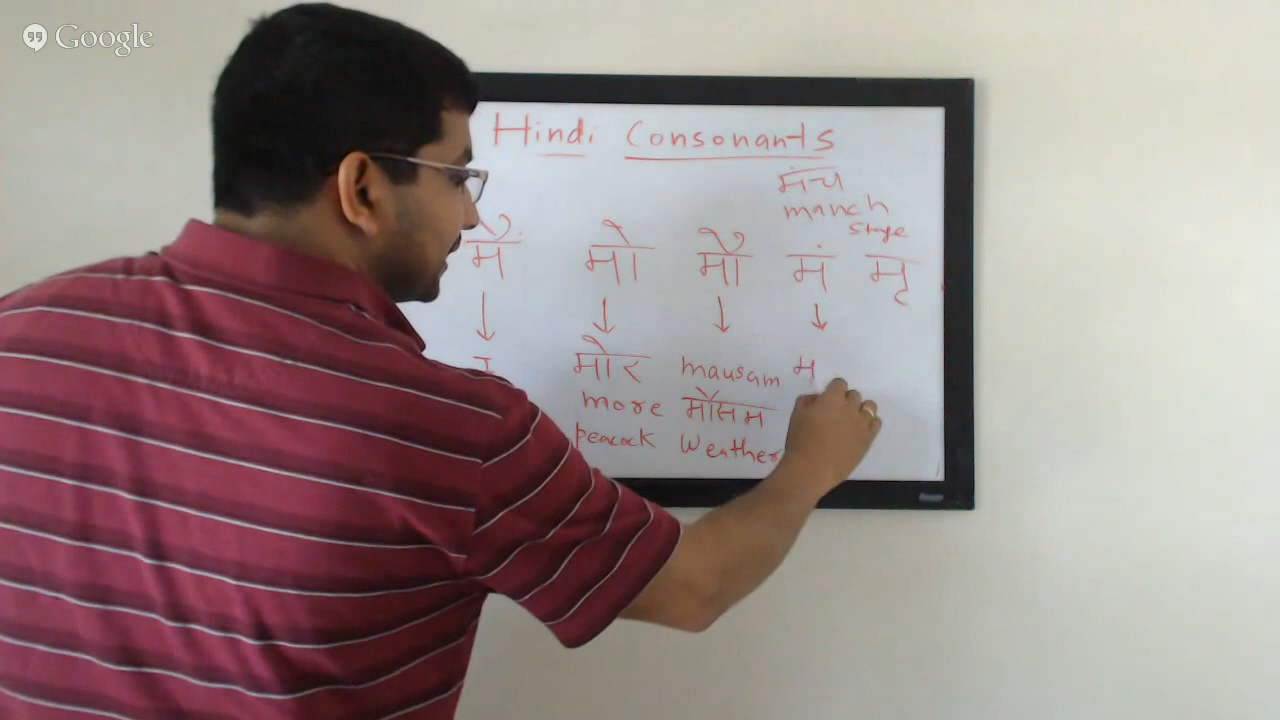 Google
Hindi Consonants
मंच
manch
stage
मै मो मौ मं मृ
I मोर mausam म
more मौसम
peacock Weather